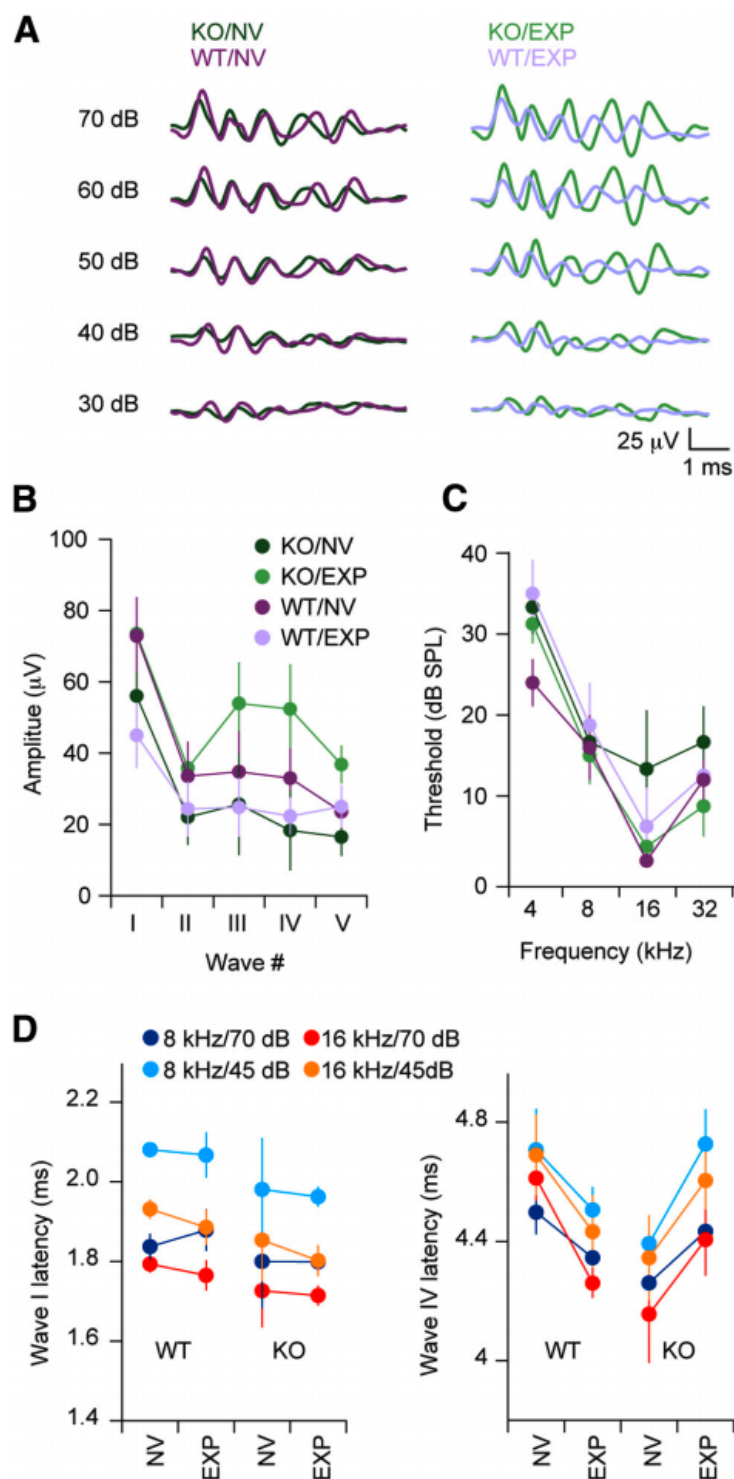 A
KO/NV KO/EXP
WT/NV WT/EXP
70 dB
60 dB
50 dB
40 dB
30 dB
25 μV
1 ms
B
Amplitue (μV)
100
80
60
40
20
0
KO/NV
KO/EXP
WT/NV
WT/EXP
I II III IV V
Wave #
C
Threshold (dB SPL)
40
30
20
10
0
4 8 16 32
Frequency (kHz)
D
8 kHz/70 dB 16 kHz/70 dB
8 kHz/45 dB 16 kHz/45dB
Wave I latency (ms)
2.2
2.0
1.8
1.6
1.4
WT KO
NV EXP NV EXP
Wave IV latency (ms)
4.8
4.4
4
WT KO
NV EXP NV EXP